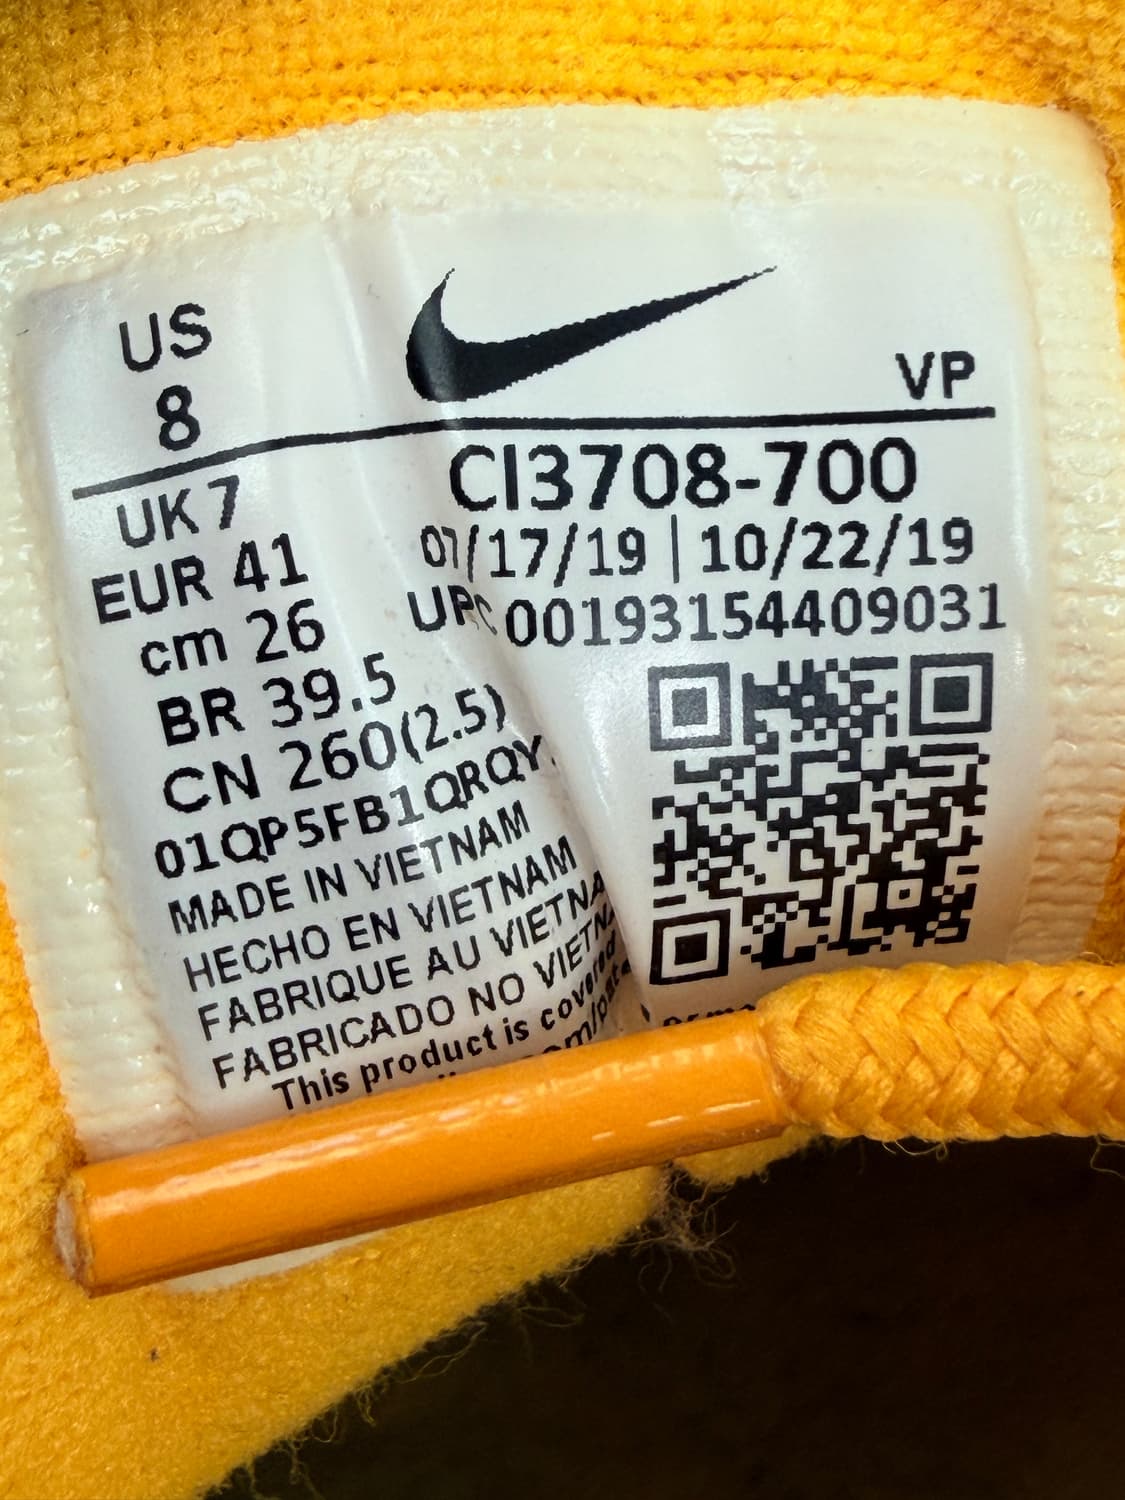 US
8
VP
UK 7
EUR 41
cm 26
BR 39.5
CN 260(2.5)
01QP5FB1QRQY
MADE IN VIETNAM
HECHO EN VIETNAM
FABRIQUE AU VIETNA
FABRICADO NO VIETN
This product is covered
CI3708-700
07/17/19 | 10/22/19
UPC 00193154409031